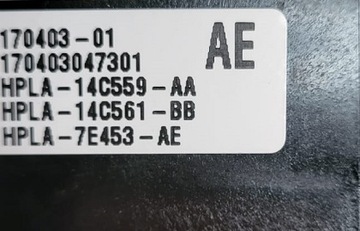 170403-01 AE
170403047301
HPLA-14C559-AA
HPLA-14C561-BB
HPLA-7E453-AE